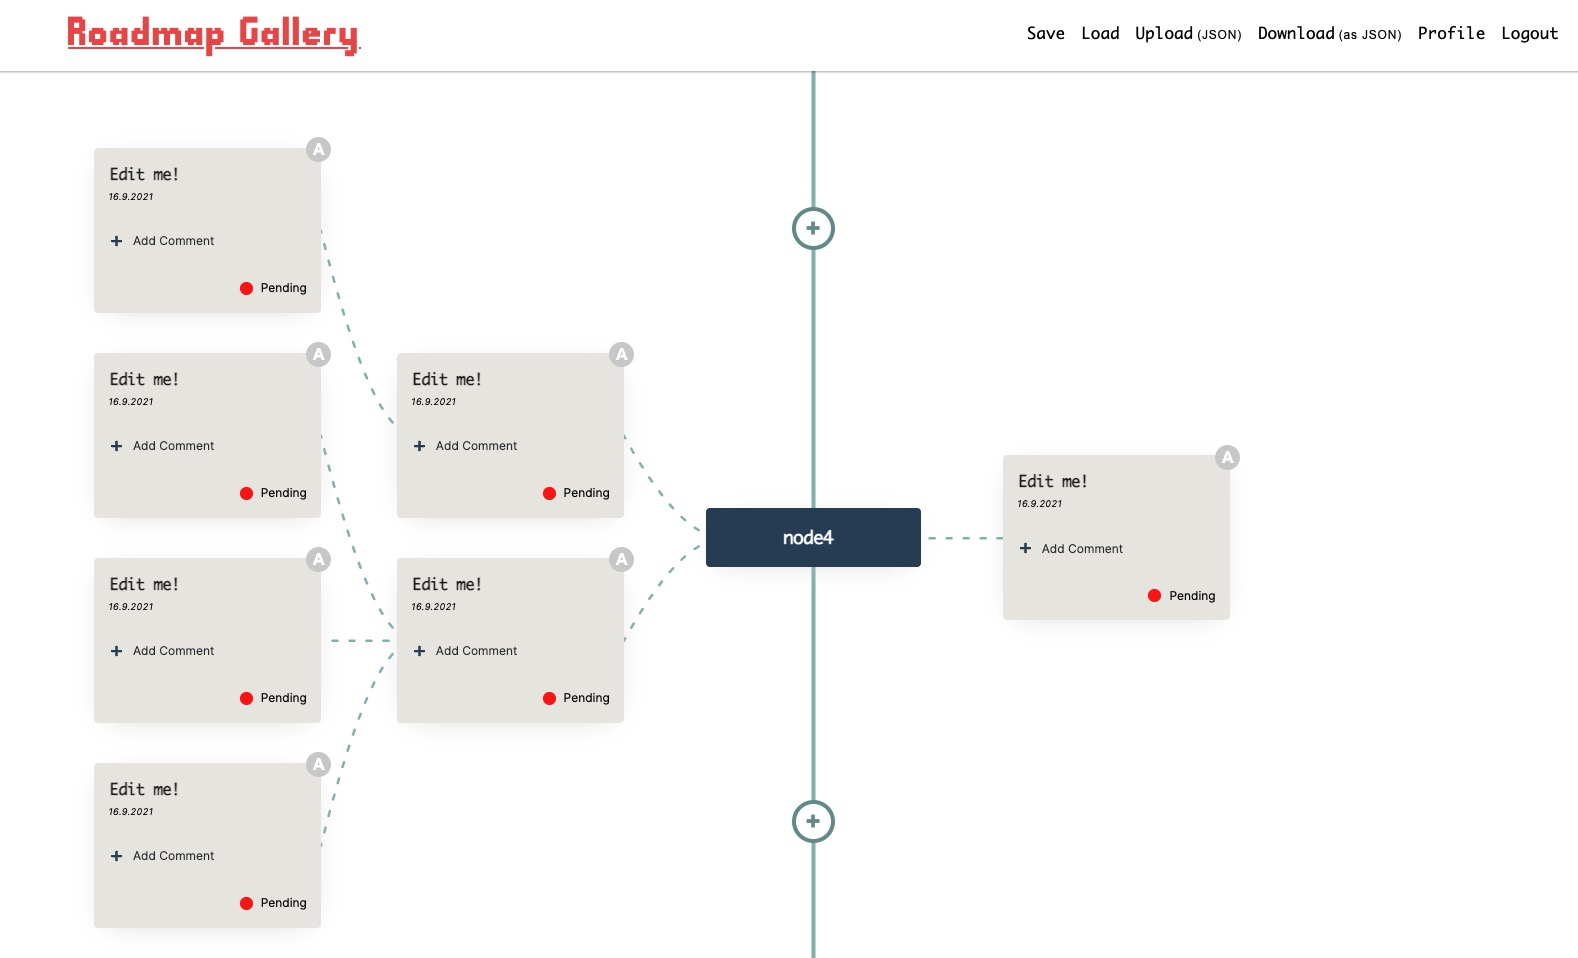 Roadmap Gallery
Save Load Upload (JSON) Download (as JSON) Profile Logout
A
Edit me!
16.9.2021
Add Comment
Pending
A
Edit me!
16.9.2021
Add Comment
Pending
A
Edit me!
16.9.2021
Add Comment
Pending
A
Edit me!
16.9.2021
Add Comment
Pending
A
Edit me!
16.9.2021
Add Comment
Pending
A
Edit me!
16.9.2021
Add Comment
Pending
node4
A
Edit me!
16.9.2021
Add Comment
Pending